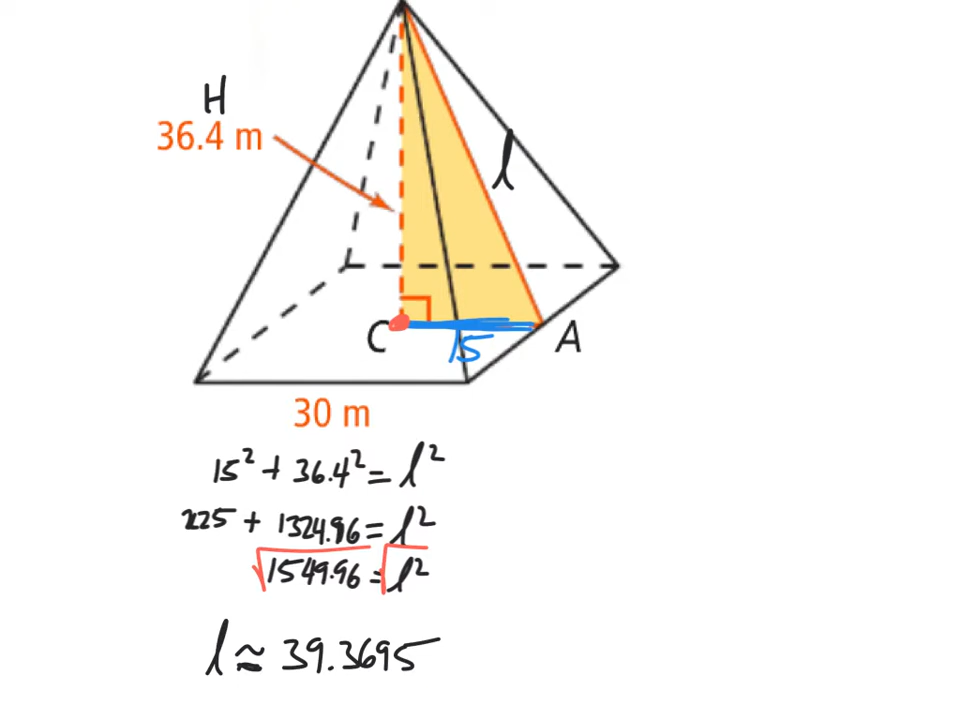 H
36.4 m
l
C
15
A
30 m
15² + 36.4² = l²
225 + 1324.96 = l²
√1549.96 = √l²
l ≈ 39.3695